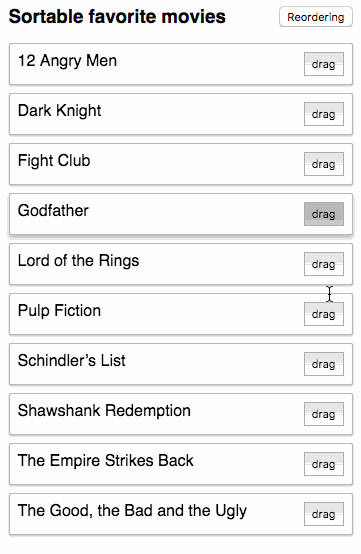 Sortable favorite movies
Reordering
12 Angry Men
drag
Dark Knight
drag
Fight Club
drag
Godfather
drag
Lord of the Rings
drag
Pulp Fiction
drag
Schindler’s List
drag
Shawshank Redemption
drag
The Empire Strikes Back
drag
The Good, the Bad and the Ugly
drag